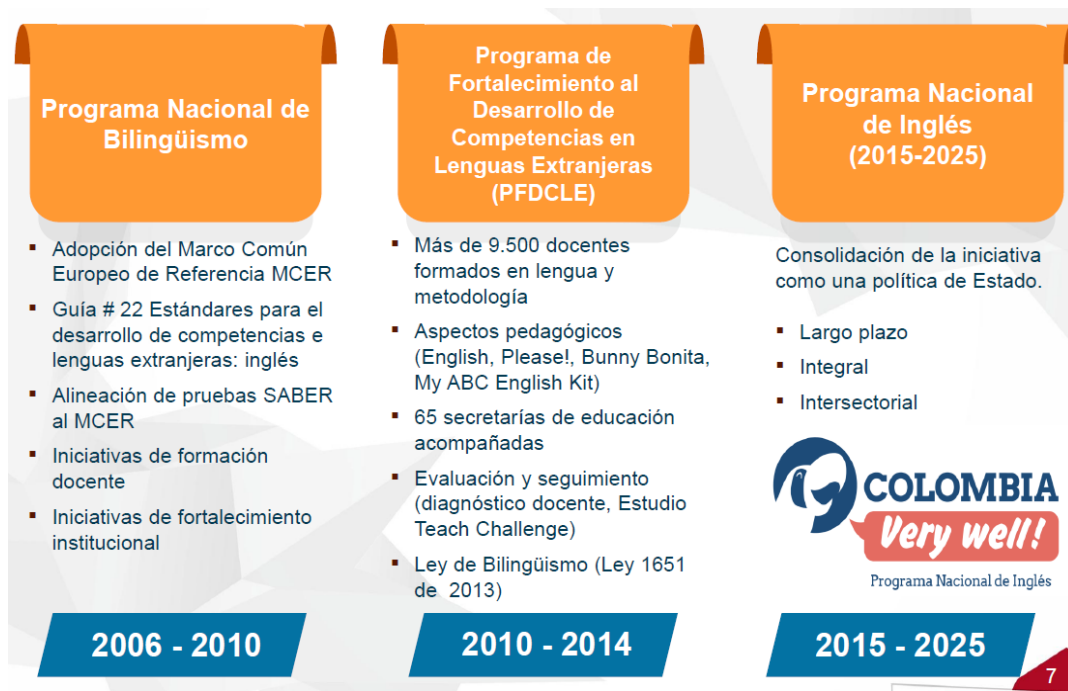 Programa Nacional de
Bilingüismo
Adopción del Marco Común
Europeo de Referencia MCER
Guía # 22 Estándares para el
desarrollo de competencias e
lenguas extranjeras: inglés
Alineación de pruebas SABER
al MCER
Iniciativas de formación
docente
Iniciativas de fortalecimiento
institucional
2006 - 2010
Programa de
Fortalecimiento al
Desarrollo de
Competencias en
Lenguas Extranjeras
(PFDCLE)
Más de 9.500 docentes
formados en lengua y
metodología
Aspectos pedagógicos
(English, Please!, Bunny Bonita,
My ABC English Kit)
65 secretarías de educación
acompañadas
Evaluación y seguimiento
(diagnóstico docente, Estudio
Teach Challenge)
Ley de Bilingüismo (Ley 1651
de 2013)
2010 - 2014
Programa Nacional
de Inglés
(2015-2025)
Consolidación de la iniciativa
como una política de Estado.
Largo plazo
Integral
Intersectorial
COLOMBIA
Very well!
Programa Nacional de Inglés
2015 - 2025
7